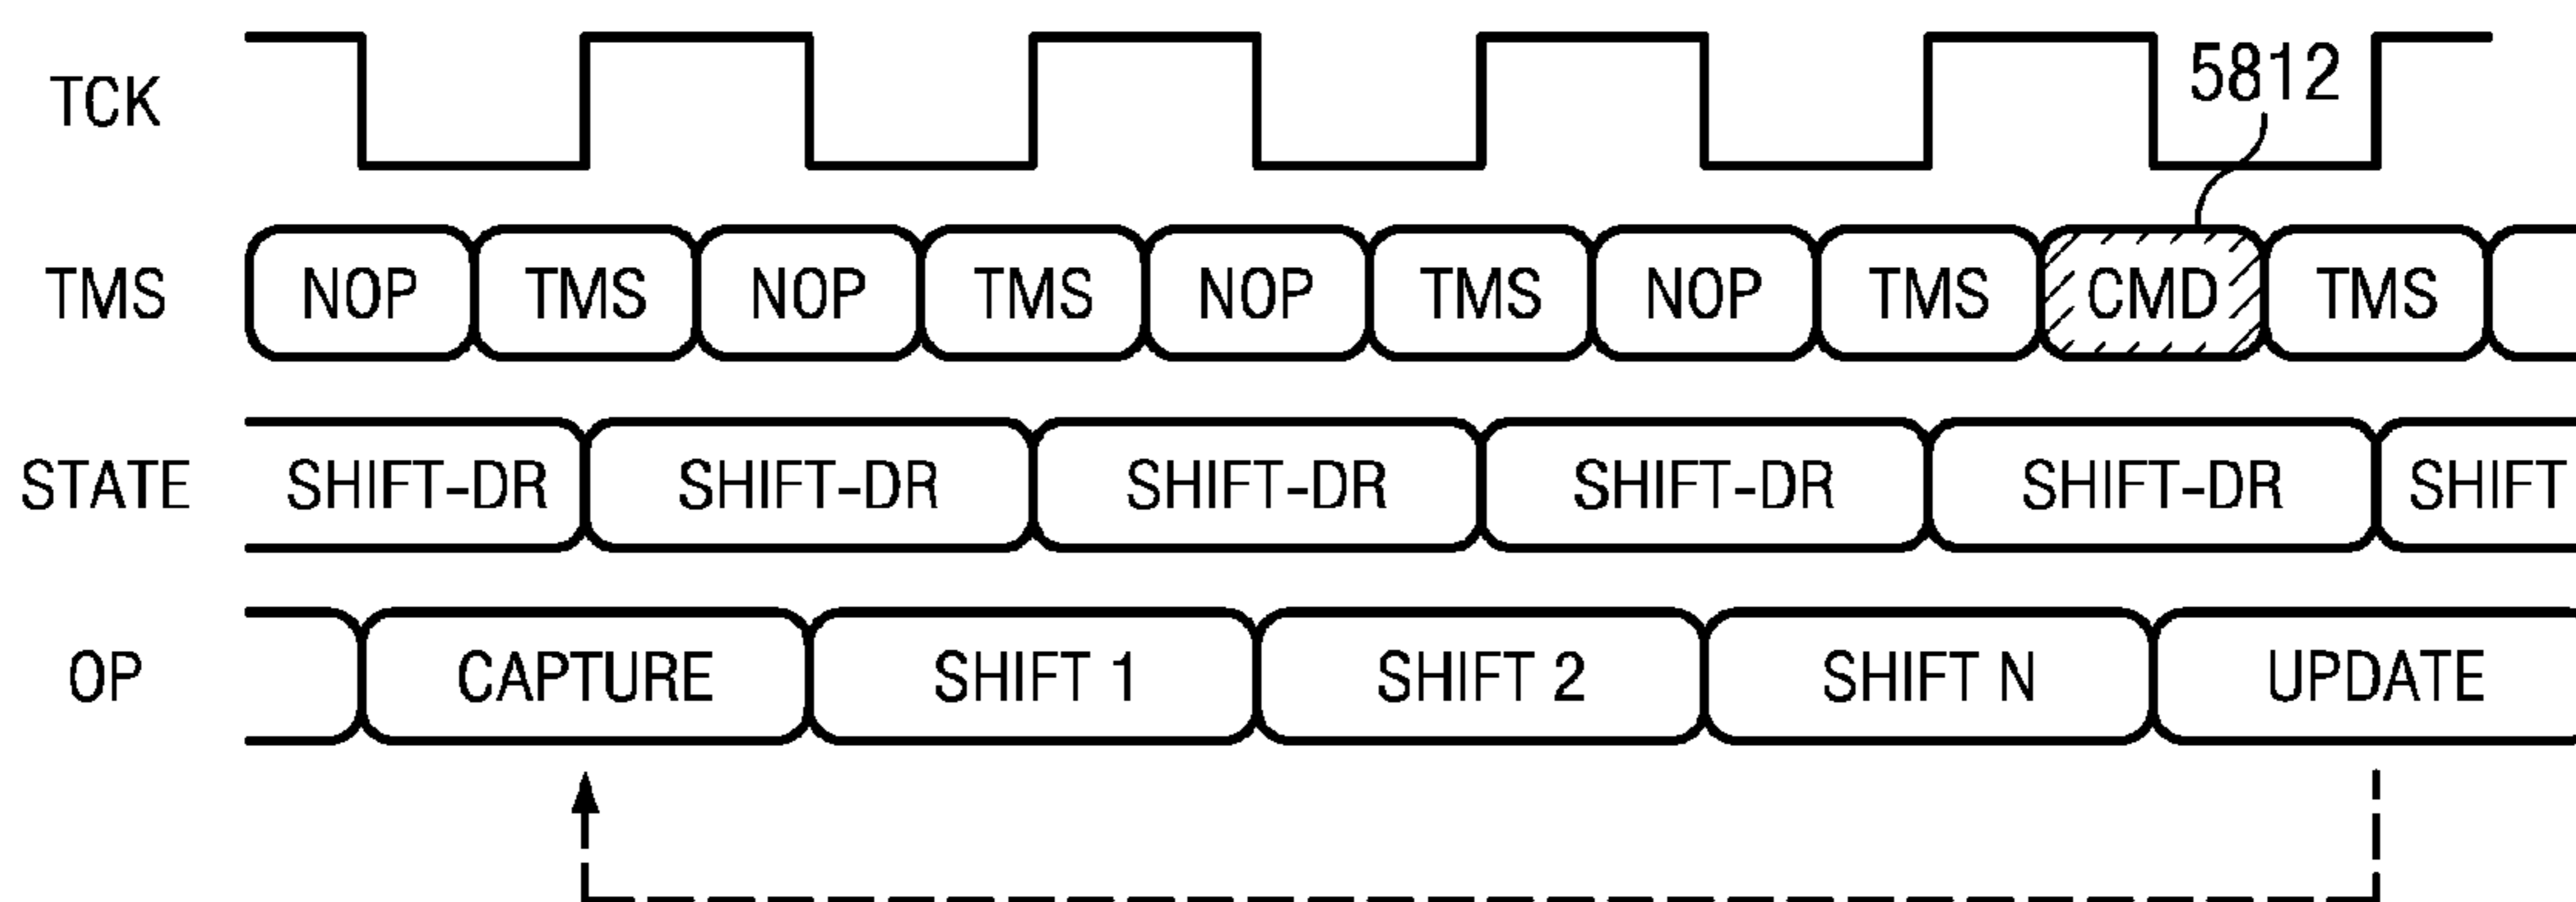 TCK
5812
TMS NOP TMS NOP TMS NOP TMS NOP TMS CMD TMS
STATE SHIFT-DR SHIFT-DR SHIFT-DR SHIFT-DR SHIFT-DR SHIFT
OP CAPTURE SHIFT 1 SHIFT 2 SHIFT N UPDATE